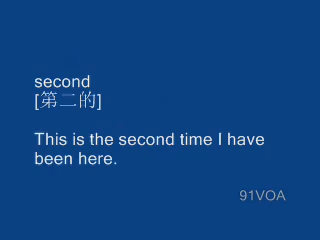 second
[第二的]
This is the second time I have
been here.
91VOA